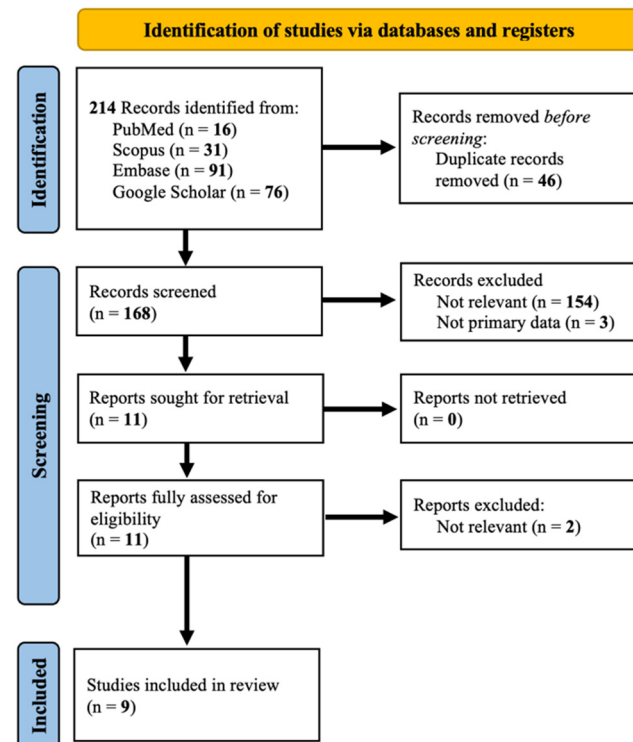 Identification of studies via databases and registers
Identification
214 Records identified from:
PubMed (n = 16)
Scopus (n = 31)
Embase (n = 91)
Google Scholar (n = 76)
Records removed before
screening:
Duplicate records
removed (n = 46)
Screening
Records screened
(n = 168)
Records excluded
Not relevant (n = 154)
Not primary data (n = 3)
Reports sought for retrieval
(n = 11)
Reports not retrieved
(n = 0)
Reports fully assessed for
eligibility
(n = 11)
Reports excluded:
Not relevant (n = 2)
Included
Studies included in review
(n = 9)